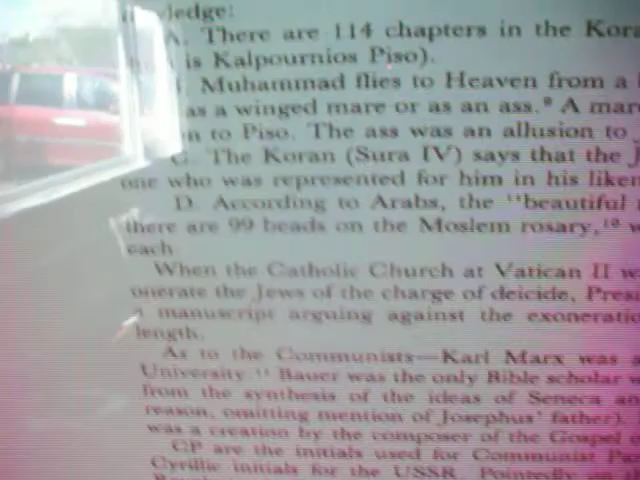 ledge:
A. There are 114 chapters in the Kora
is Kalpournios Piso).
Muhammad flies to Heaven from a
as a winged mare or as an ass.⁹ A mar
n to Piso. The ass was an allusion to
C. The Koran (Sura IV) says that the J
one who was represented for him in his liken
D. According to Arabs, the "beautiful
there are 99 beads on the Moslem rosary,¹⁰ w
each
When the Catholic Church at Vatican II w
onerate the Jews of the charge of deicide, Pres
a manuscript arguing against the exoneratio
length.
As to the Communists—Karl Marx was a
University.¹¹ Bauer was the only Bible scholar w
from the synthesis of the ideas of Seneca an
reason, omitting mention of Josephus' father).
was a creation by the composer of the Gospel o
CP are the initials used for Communist Pa
Cyrillic initials for the USSR. Pointedly